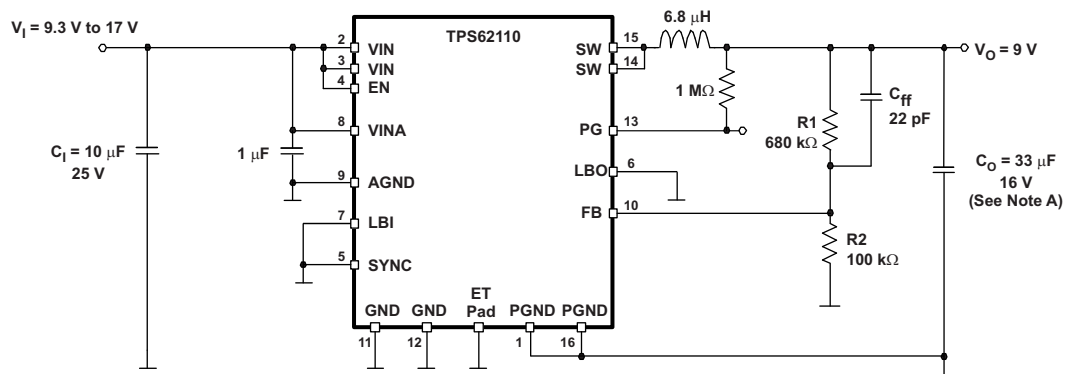 V_I = 9.3 V to 17 V
TPS62110
6.8 μH
V_O = 9 V
2 VIN
3 VIN
4 EN
8 VINA
9 AGND
7 LBI
5 SYNC
C_I = 10 μF
25 V
1 μF
SW 15
SW 14
PG 13
LBO 6
FB 10
1 MΩ
R1
680 kΩ
C_ff
22 pF
R2
100 kΩ
C_O = 33 μF
16 V
(See Note A)
GND
GND
ET
Pad
PGND
PGND
11
12
1
16